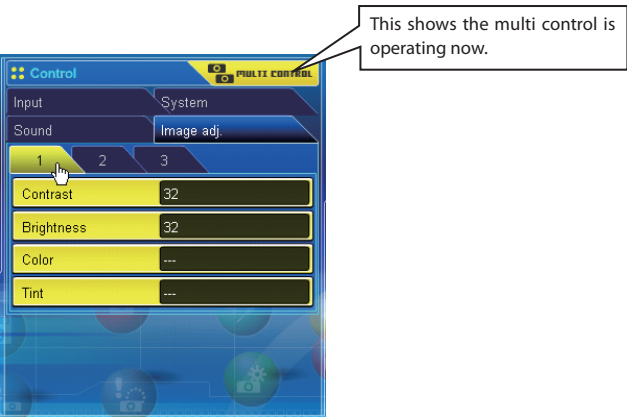 This shows the multi control is
operating now.
Control
MULTI CONTROL
Input
System
Sound
Image adj.
1 2 3
Contrast 32
Brightness 32
Color ---
Tint ---